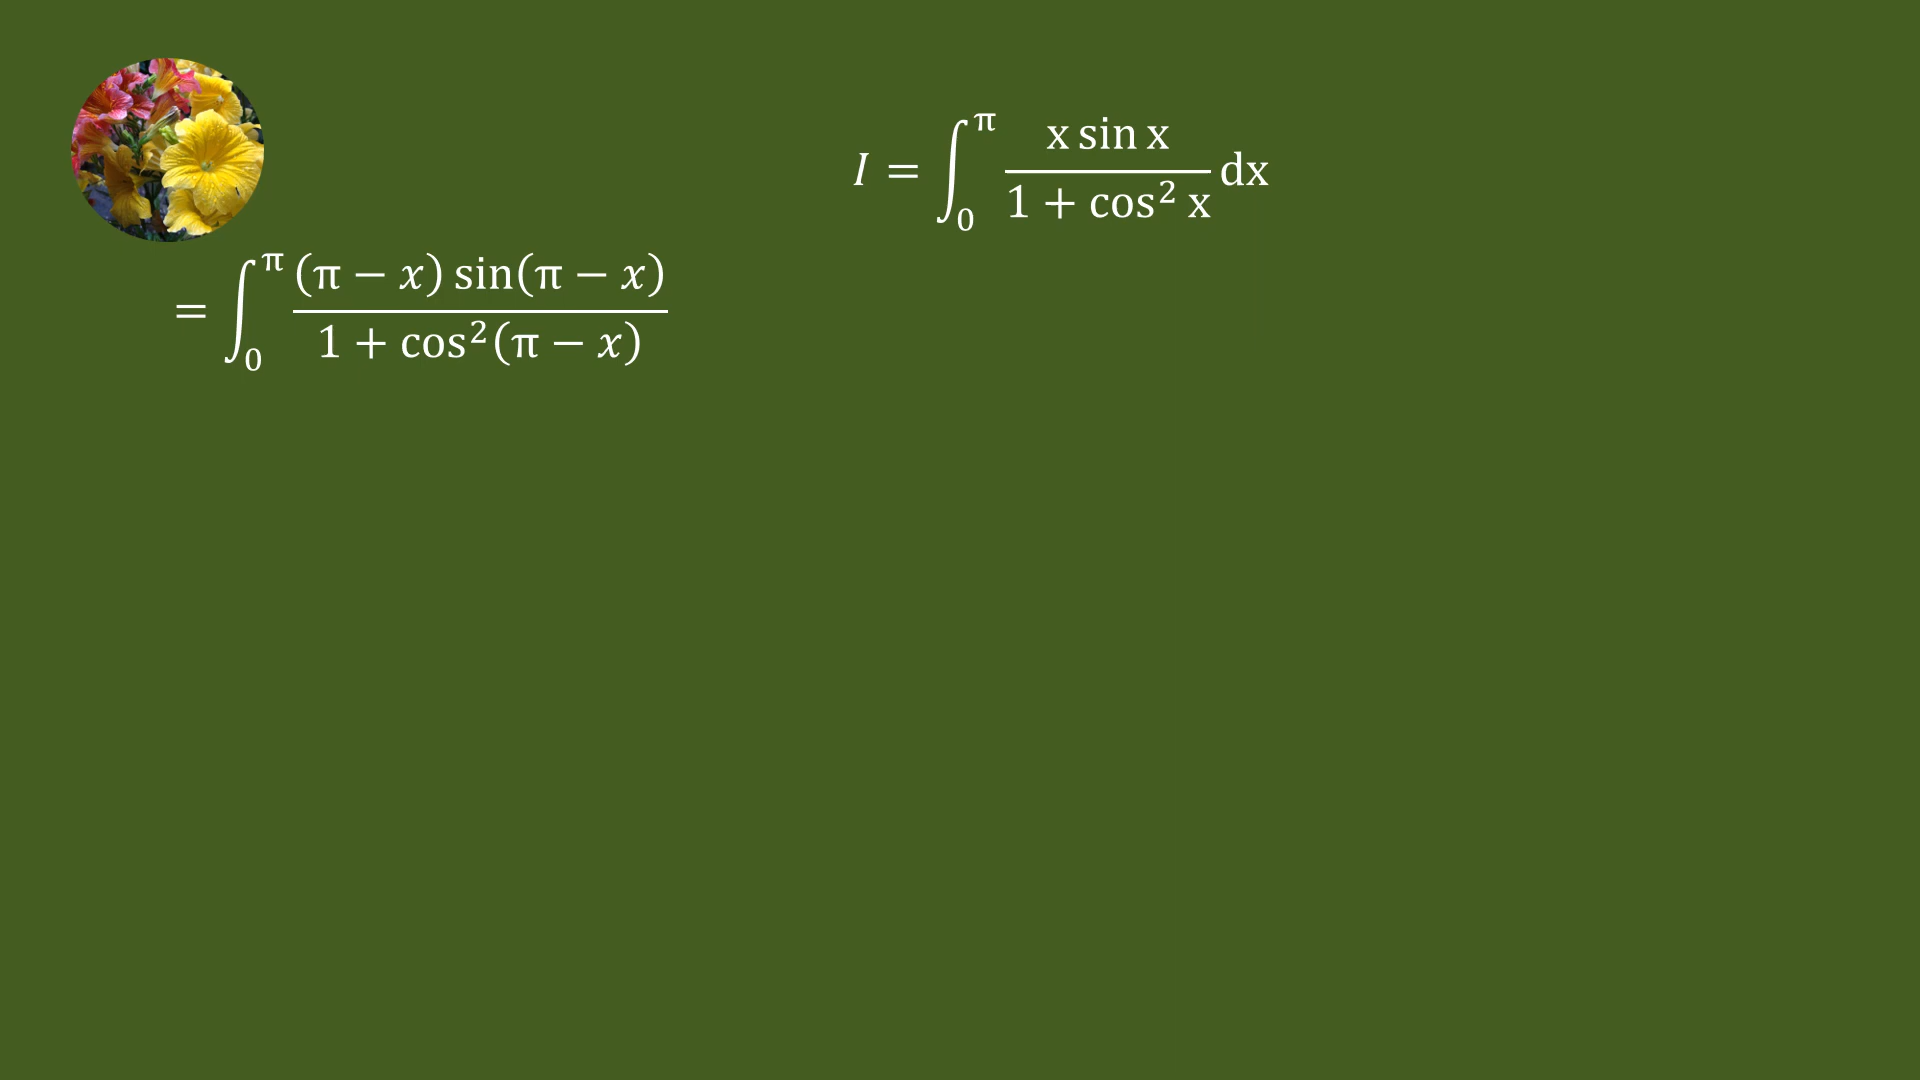 I = ∫₀^π (x sin x)/(1 + cos² x) dx
= ∫₀^π ((π − x) sin(π − x))/(1 + cos²(π − x))